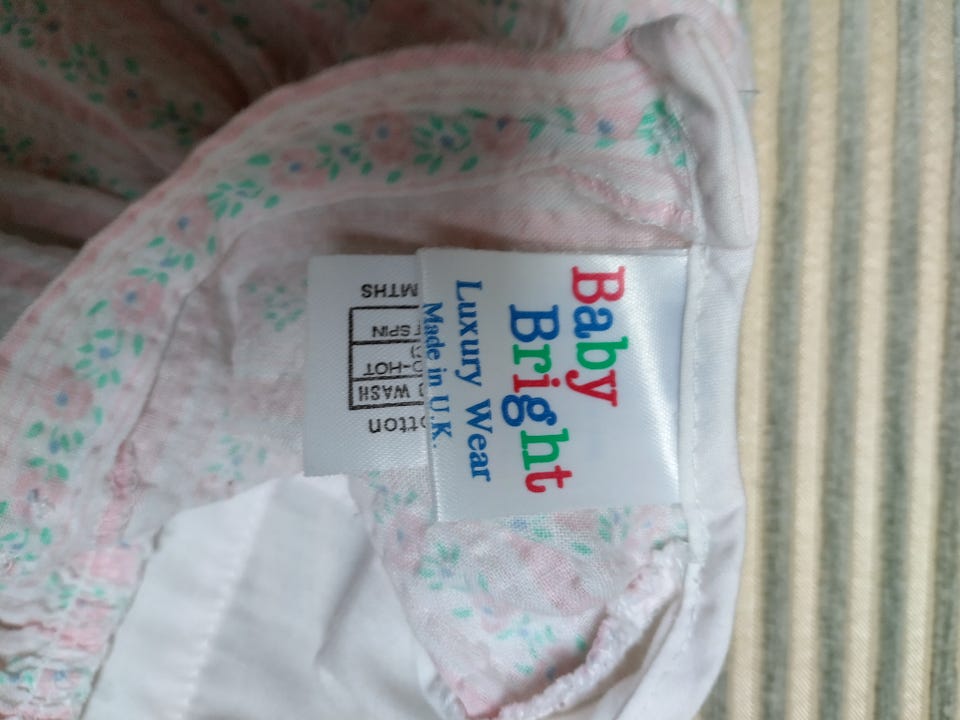 Baby
Bright
Luxury Wear
Made in U.K.
otton
WASH
-HOT
SPIN
MTHS